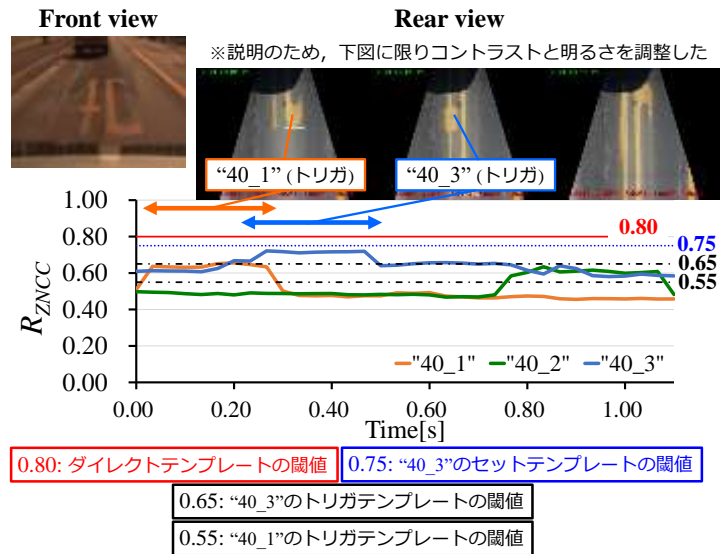 Front view
Rear view
※説明のため，下図に限りコントラストと明るさを調整した
“40_1” (トリガ)
“40_3” (トリガ)
1.00
0.80
0.60
0.40
0.20
0.00
R_ZNCC
0.80
0.75
0.65
0.55
"40_1" "40_2" "40_3"
0.00 0.20 0.40 0.60 0.80 1.00
Time[s]
0.80: ダイレクトテンプレートの閾値
0.75: “40_3”のセットテンプレートの閾値
0.65: “40_3”のトリガテンプレートの閾値
0.55: “40_1”のトリガテンプレートの閾値